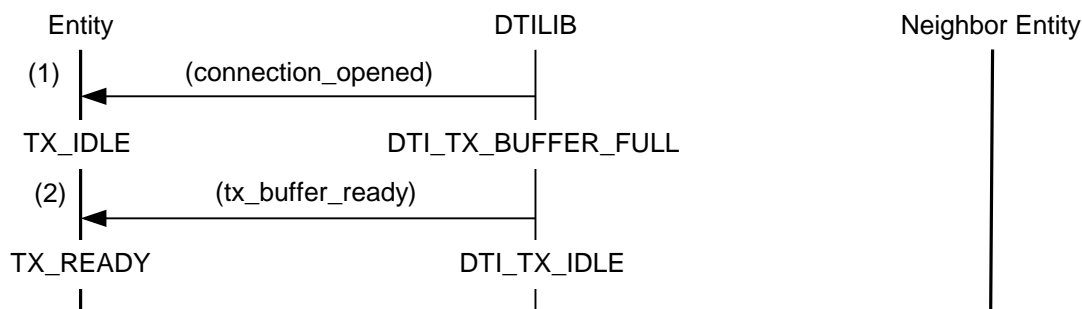 Entity DTILIB Neighbor Entity
(1) (connection_opened)
TX_IDLE DTI_TX_BUFFER_FULL
(2) (tx_buffer_ready)
TX_READY DTI_TX_IDLE